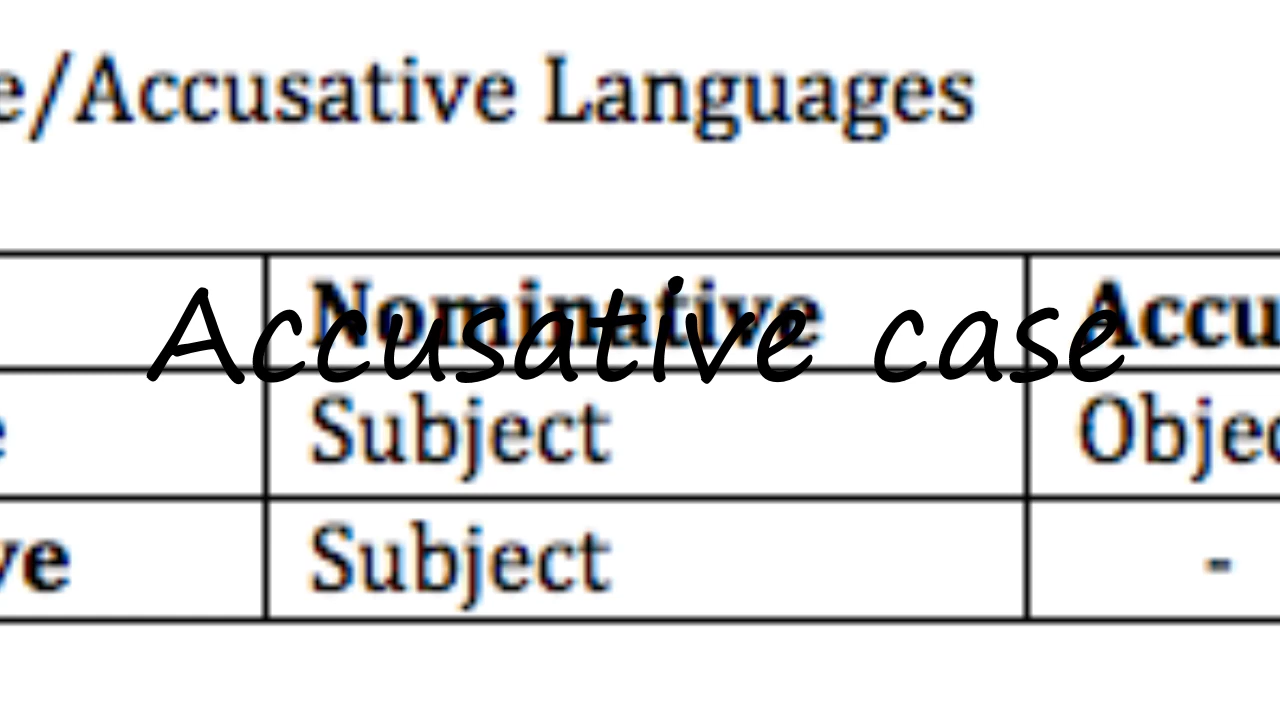 e/Accusative Languages
Nominative Accu
Accusative case
e Subject Objec
ve Subject -